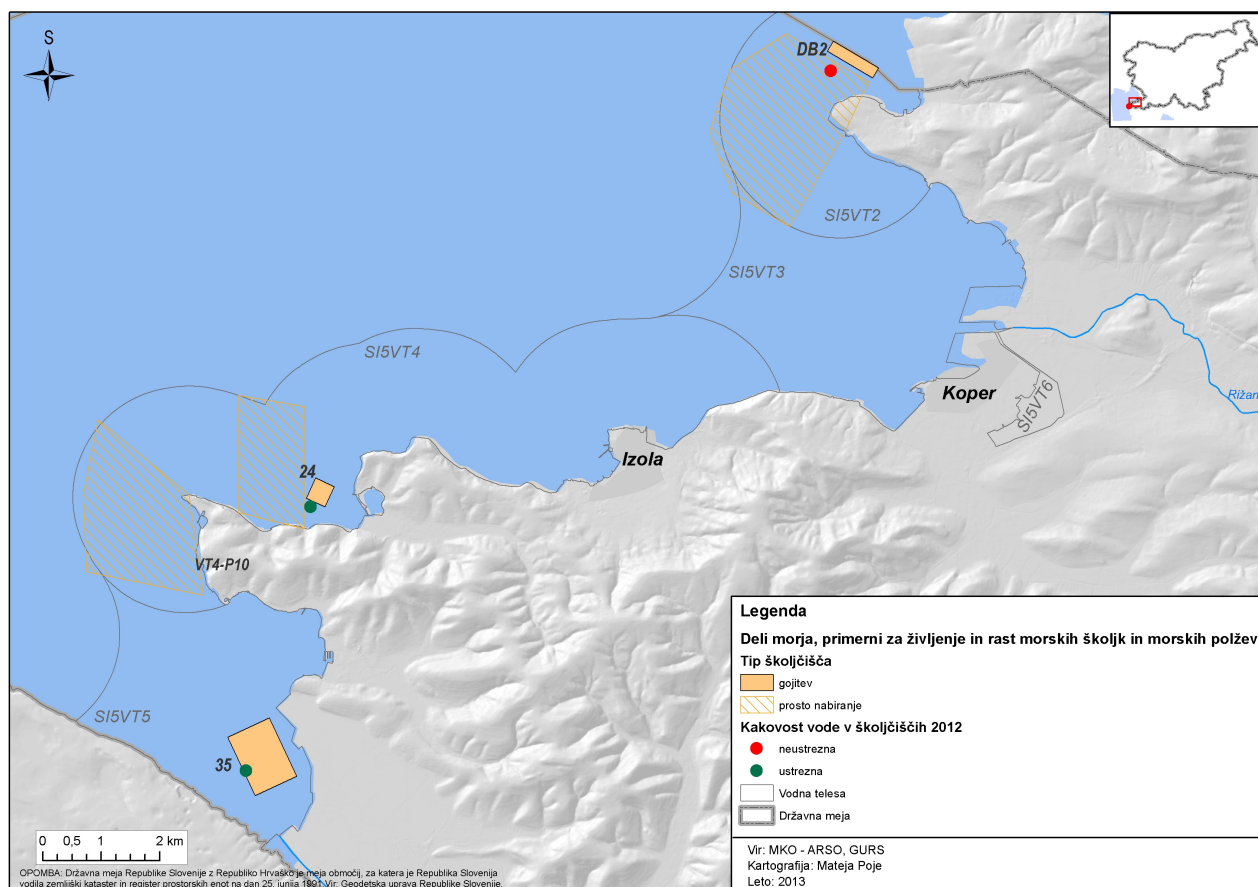 S
DB2
SI5VT2
SI5VT3
SI5VT4
Koper
SI5VT6
Rižan
Izola
24
VT4-P10
SI5VT5
35
0 0,5 1 2 km
OPOMBA: Državna meja Republike Slovenije z Republiko Hrvaško je meja območij, za katera je Republika Slovenija
vodila zemljiški kataster in register prostorskih enot na dan 25. junija 1991 Vir: Geodetska uprava Republike Slovenije.
Legenda
Deli morja, primerni za življenje in rast morskih školjk in morskih polžev
Tip školjčišča
gojitev
prosto nabiranje
Kakovost vode v školjčiščih 2012
neustrezna
ustrezna
Vodna telesa
Državna meja
Vir: MKO - ARSO, GURS
Kartografija: Mateja Poje
Leto: 2013